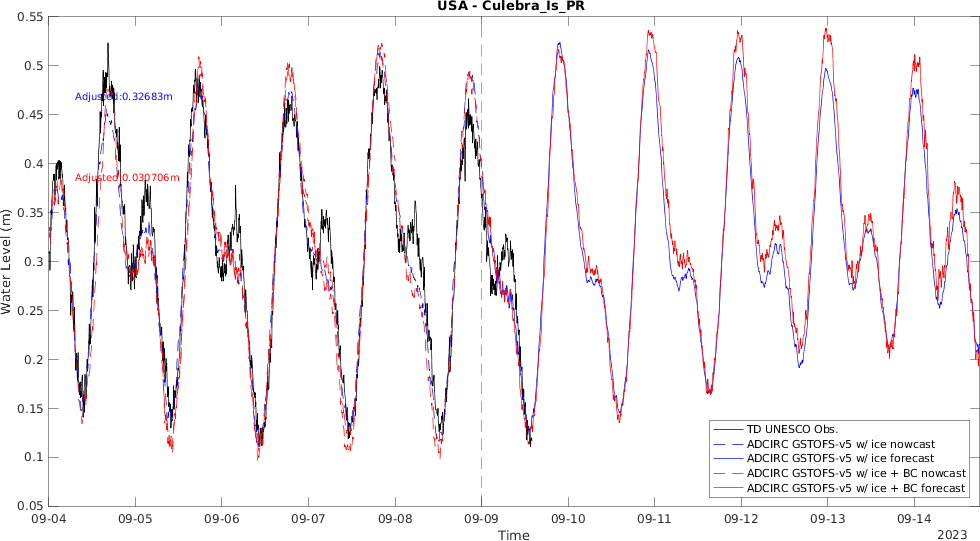 USA - Culebra_Is_PR
0.55
0.5
0.45
0.4
0.35
0.3
0.25
0.2
0.15
0.1
0.05
Water Level (m)
Adjusted:0.32683m
Adjusted:0.030706m
TD UNESCO Obs.
ADCIRC GSTOFS-v5 w/ ice nowcast
ADCIRC GSTOFS-v5 w/ ice forecast
ADCIRC GSTOFS-v5 w/ ice + BC nowcast
ADCIRC GSTOFS-v5 w/ ice + BC forecast
09-04 09-05 09-06 09-07 09-08 09-09 09-10 09-11 09-12 09-13 09-14
Time
2023